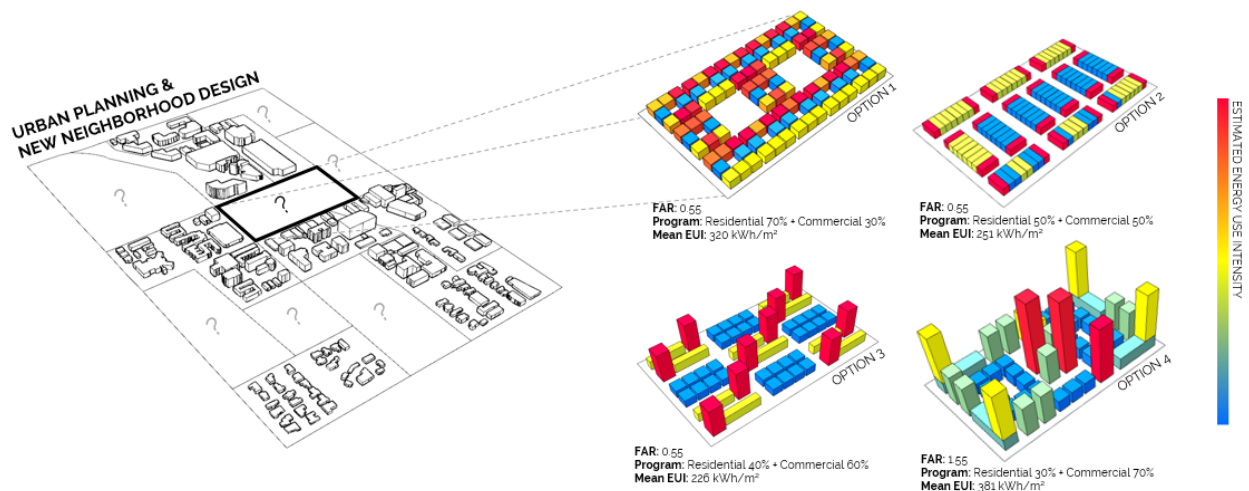 URBAN PLANNING &
NEW NEIGHBORHOOD DESIGN
?
?
?
?
?
?
?
OPTION 1
FAR: 0.55
Program: Residential 70% + Commercial 30%
Mean EUI: 320 kWh/m²
OPTION 2
FAR: 0.55
Program: Residential 50% + Commercial 50%
Mean EUI: 251 kWh/m²
OPTION 3
FAR: 0.55
Program: Residential 40% + Commercial 60%
Mean EUI: 226 kWh/m²
OPTION 4
FAR: 1.55
Program: Residential 30% + Commercial 70%
Mean EUI: 381 kWh/m²
ESTIMATED ENERGY USE INTENSITY